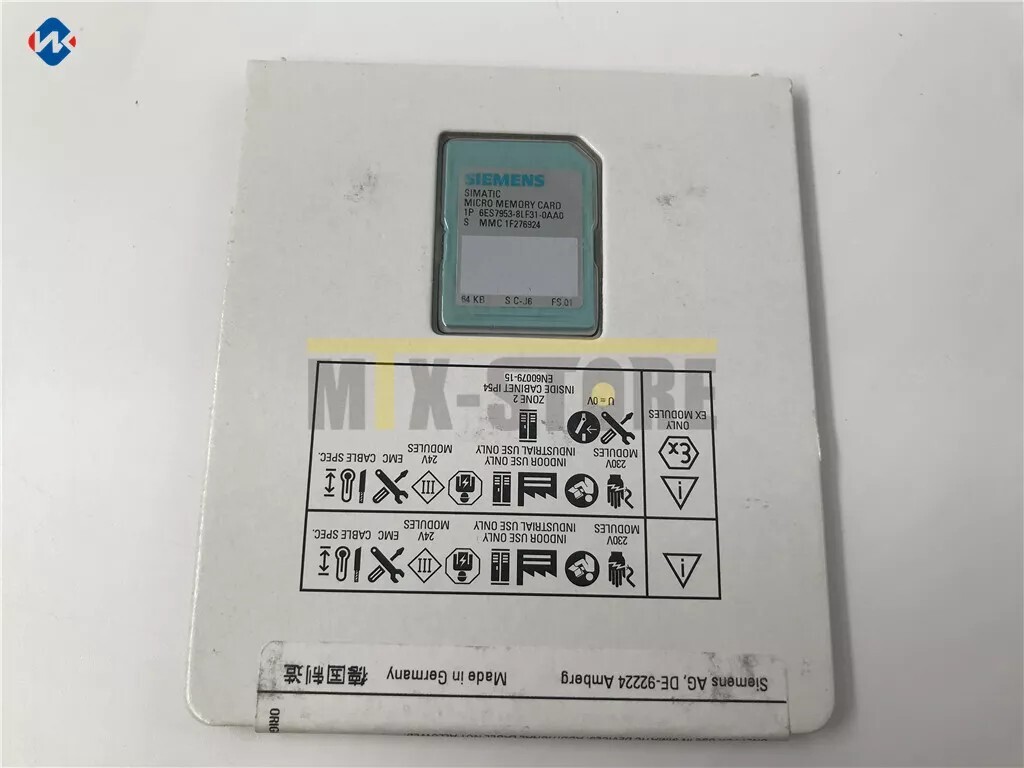 SIEMENS
SIMATIC
MICRO MEMORY CARD
1P 6ES7953-8LF31-0AA0
S MMC 1F276924
64 KB S C-J6 FS 01
MTX-STORE
ONLY
EX MODULES
U = 0V
ZONE 2
INSIDE CABINET IP54
EN60079-15
Ex
i
230V
MODULES
INDOOR USE ONLY
INDUSTRIAL USE ONLY
III
24V
MODULES
EMC
CABLE SPEC.
i
230V
MODULES
INDOOR USE ONLY
INDUSTRIAL USE ONLY
III
24V
MODULES
EMC
CABLE SPEC.
Siemens AG, DE-92224 Amberg
Made in Germany
德国制造